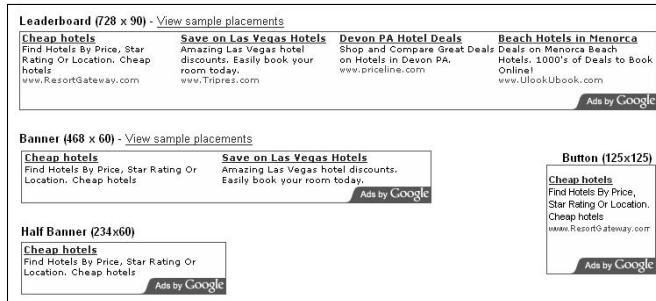 Leaderboard (728 x 90) - View sample placements
Cheap hotels
Find Hotels By Price, Star
Rating Or Location. Cheap
hotels
www.ResortGateway.com
Save on Las Vegas Hotels
Amazing Las Vegas hotel
discounts. Easily book your
room today.
www.Tripres.com
Devon PA Hotel Deals
Shop and Compare Great Deals
on Hotels in Devon PA.
www.priceline.com
Beach Hotels in Menorca
Deals on Menorca Beach
Hotels. 1000's of Deals to Book
Online!
www.UlookUbook.com
Ads by Google
Banner (468 x 60) - View sample placements
Cheap hotels
Find Hotels By Price, Star Rating Or
Location. Cheap hotels
Save on Las Vegas Hotels
Amazing Las Vegas hotel discounts.
Easily book your room today.
Ads by Google
Button (125x125)
Cheap hotels
Find Hotels By Price,
Star Rating Or Location.
Cheap hotels
www.ResortGateway.com
Ads by Google
Half Banner (234x60)
Cheap hotels
Find Hotels By Price, Star Rating Or
Location. Cheap hotels
Ads by Google